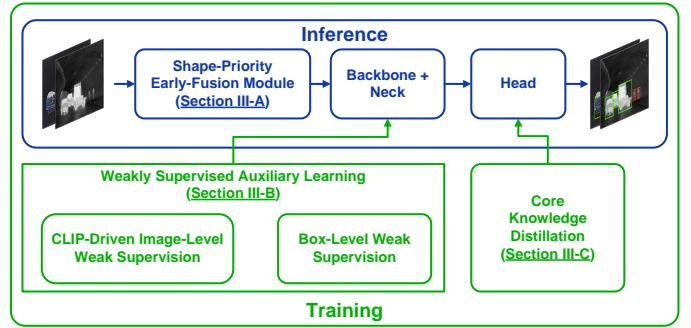 Inference
Shape-Priority
Early-Fusion Module
(Section III-A)
Backbone +
Neck
Head
Weakly Supervised Auxiliary Learning
(Section III-B)
CLIP-Driven Image-Level
Weak Supervision
Box-Level Weak
Supervision
Core
Knowledge
Distillation
(Section III-C)
Training